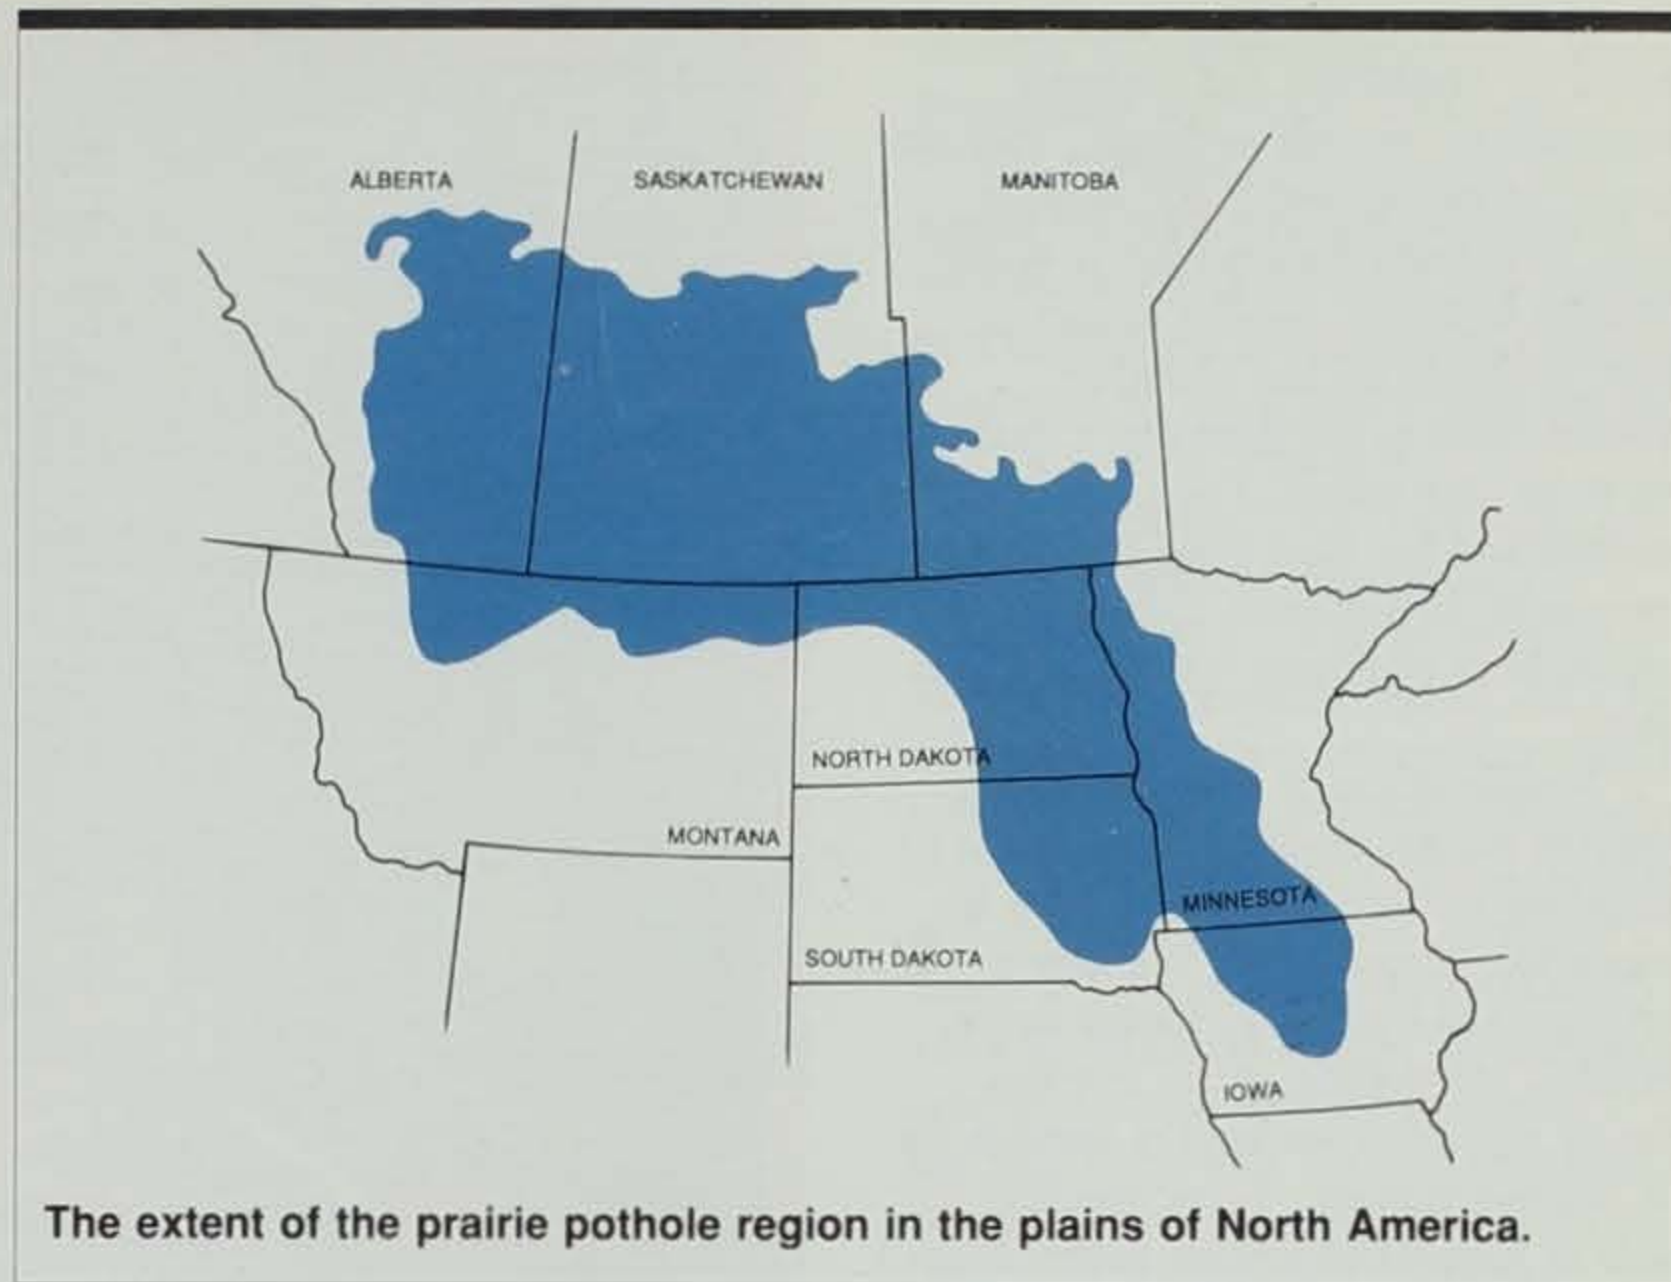 ALBERTA
SASKATCHEWAN
MANITOBA
NORTH DAKOTA
MONTANA
MINNESOTA
SOUTH DAKOTA
IOWA
The extent of the prairie pothole region in the plains of North America.